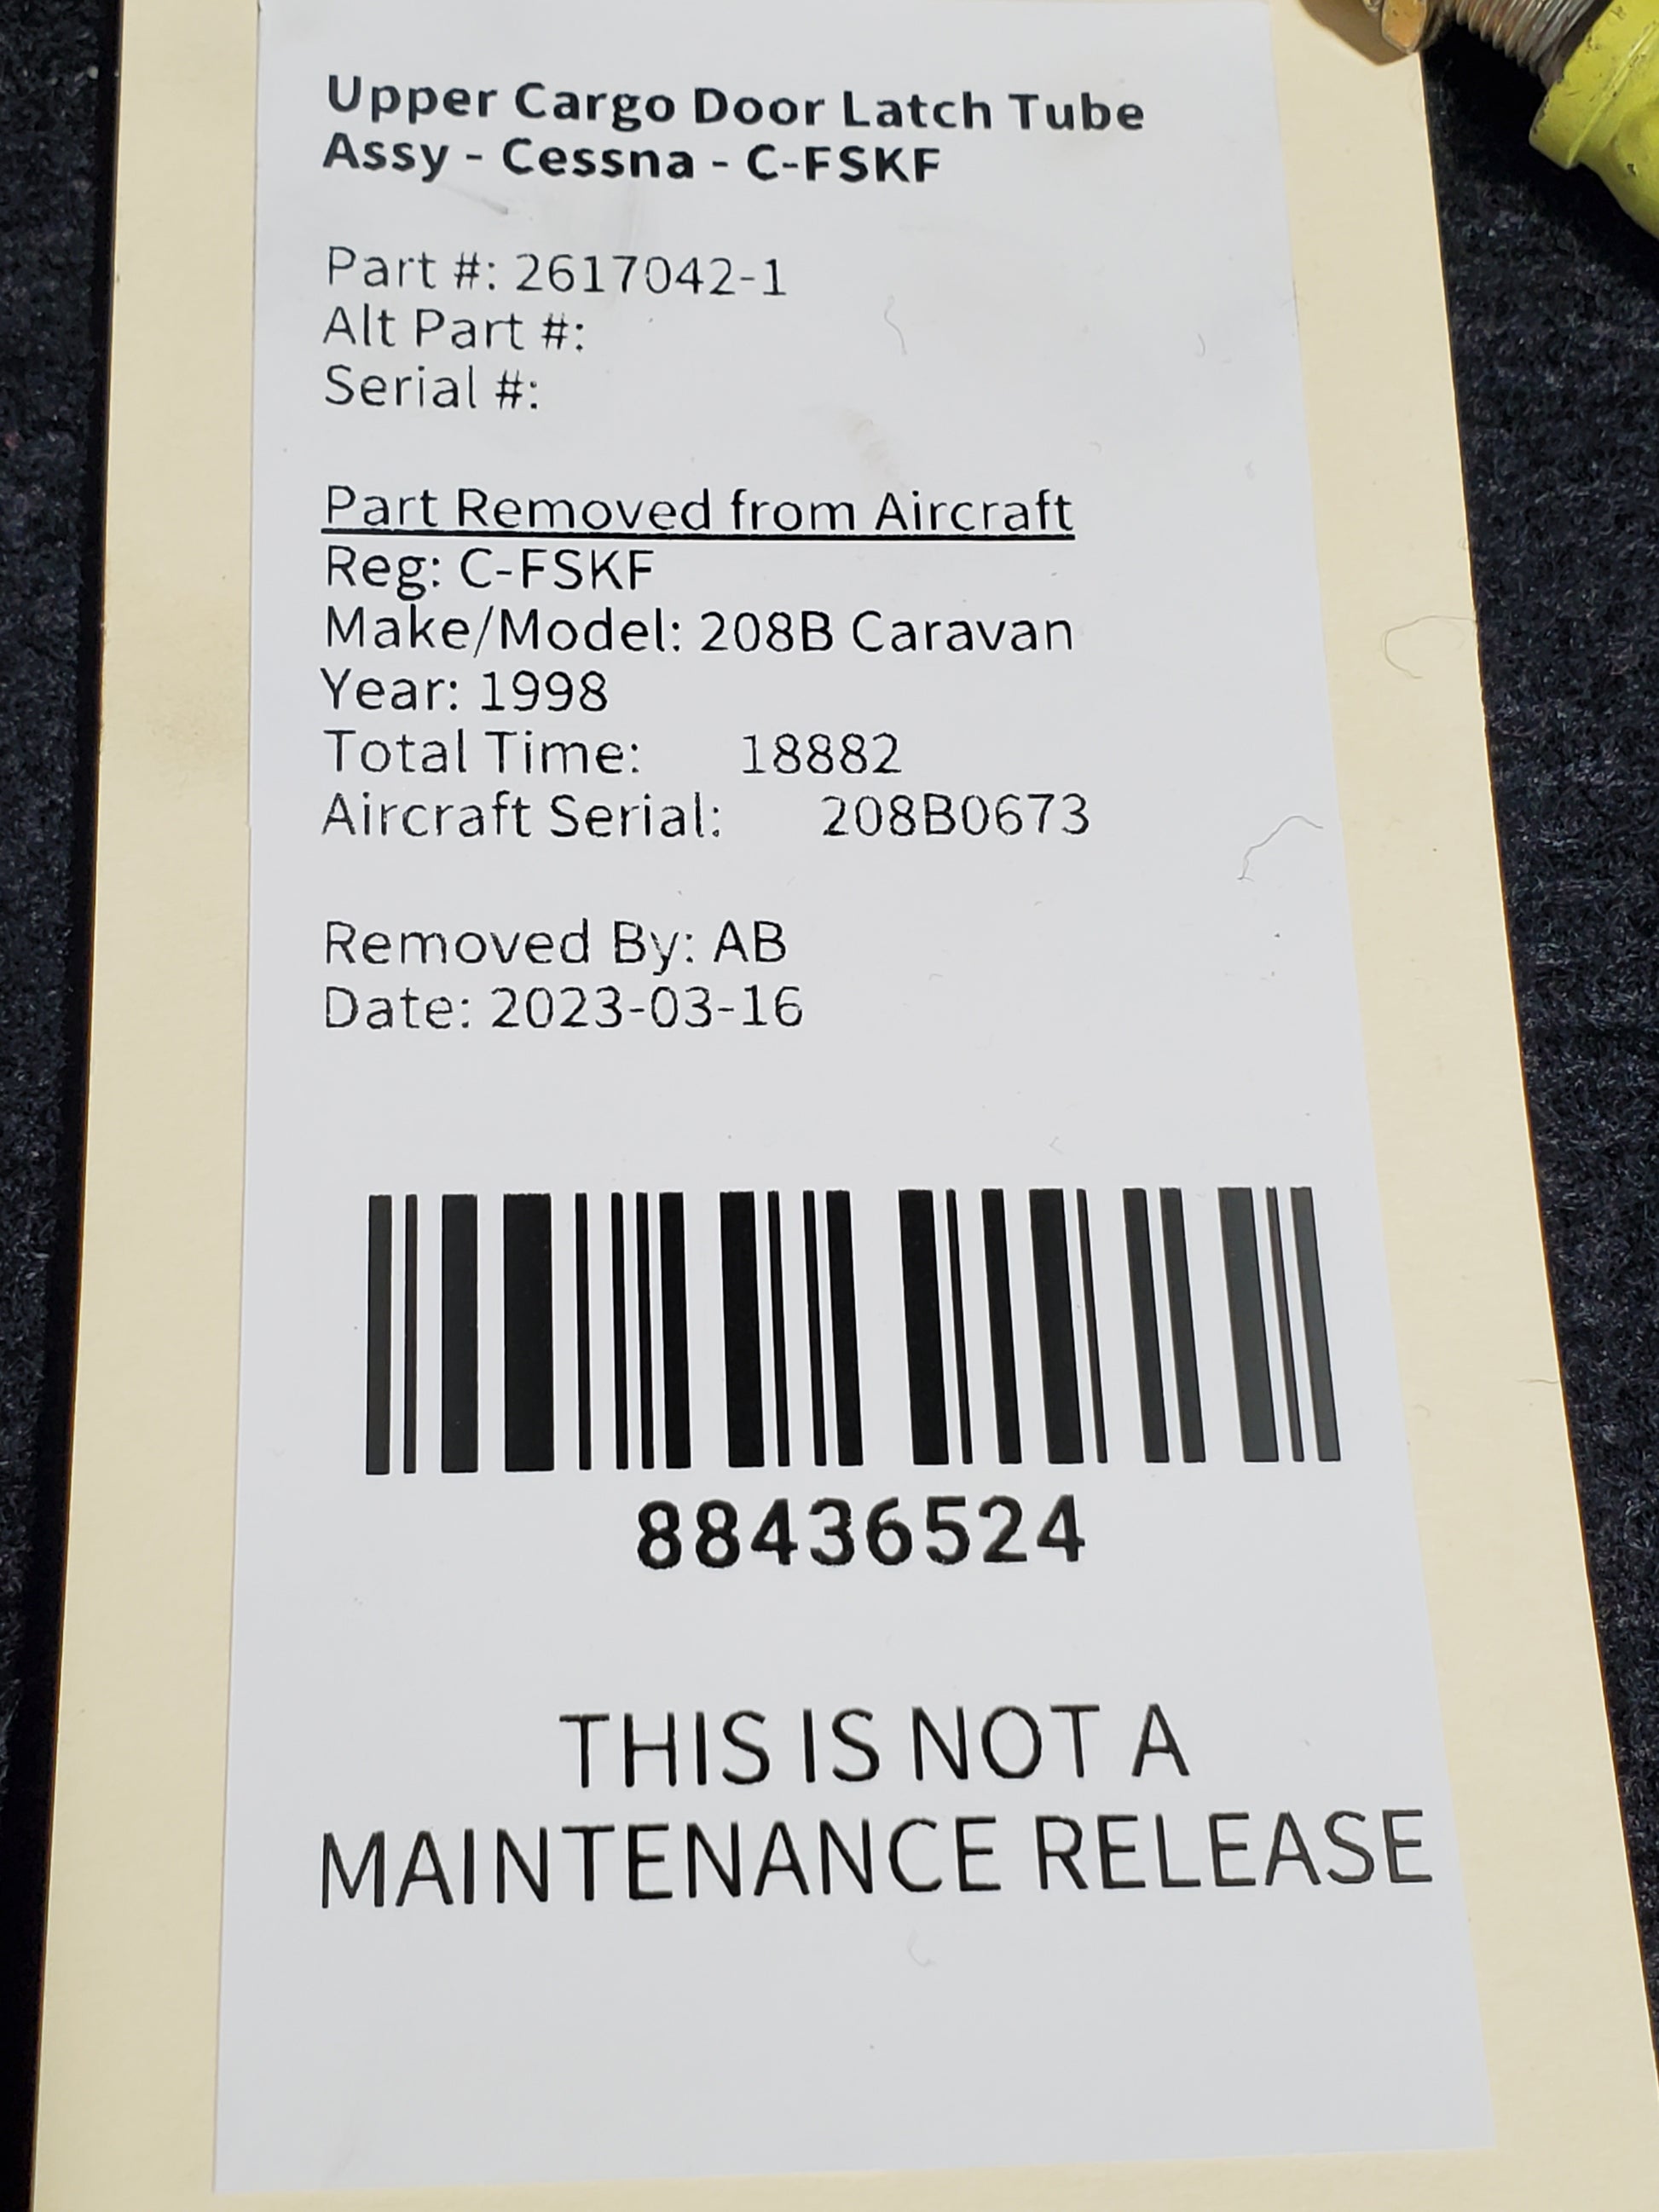 Upper Cargo Door Latch Tube
Assy - Cessna - C-FSKF
Part #: 2617042-1
Alt Part #:
Serial #:
Part Removed from Aircraft
Reg: C-FSKF
Make/Model: 208B Caravan
Year: 1998
Total Time: 18882
Aircraft Serial: 208B0673
Removed By: AB
Date: 2023-03-16
88436524
THIS IS NOT A
MAINTENANCE RELEASE